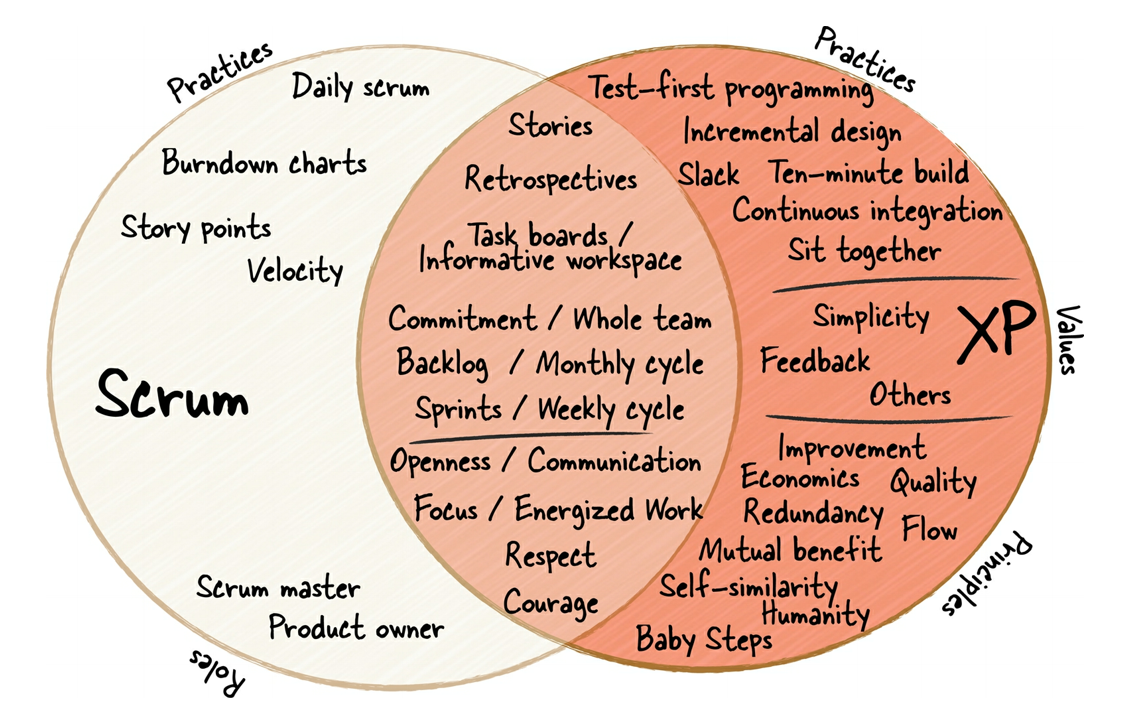 Practices
Daily scrum
Burndown charts
Story points
Velocity
Scrum
Scrum master
Product owner
Roles
Stories
Retrospectives
Task boards /
Informative workspace
Commitment / Whole team
Backlog / Monthly cycle
Sprints / Weekly cycle
Openness / Communication
Focus / Energized Work
Respect
Courage
Practices
Test-first programming
Incremental design
Slack Ten-minute build
Continuous integration
Sit together
Values
XP
Simplicity
Feedback
Others
Improvement
Economics Quality
Redundancy
Flow
Mutual benefit
Self-similarity
Humanity
Baby Steps
Principles